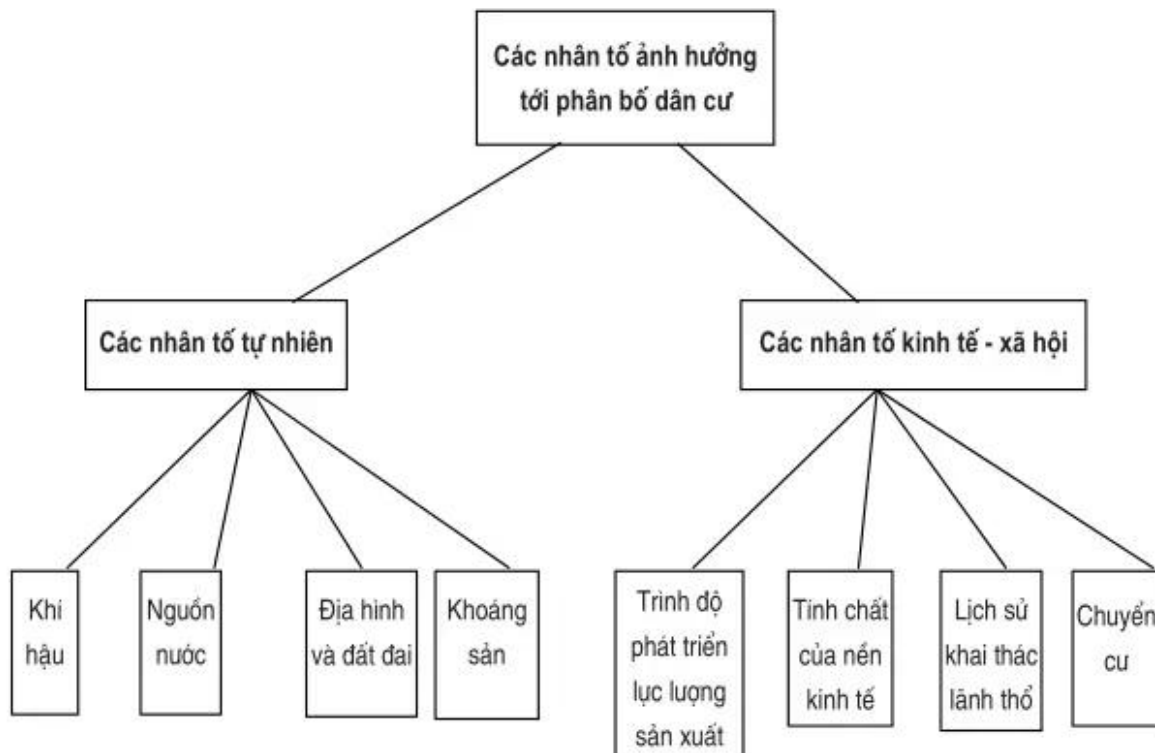 Các nhân tố ảnh hưởng
tới phân bố dân cư
Các nhân tố tự nhiên
Các nhân tố kinh tế - xã hội
Khí
hậu
Nguồn
nước
Địa hình
và đất đai
Khoáng
sản
Trình độ
phát triển
lực lượng
sản xuất
Tính chất
của nền
kinh tế
Lịch sử
khai thác
lãnh thổ
Chuyển
cư